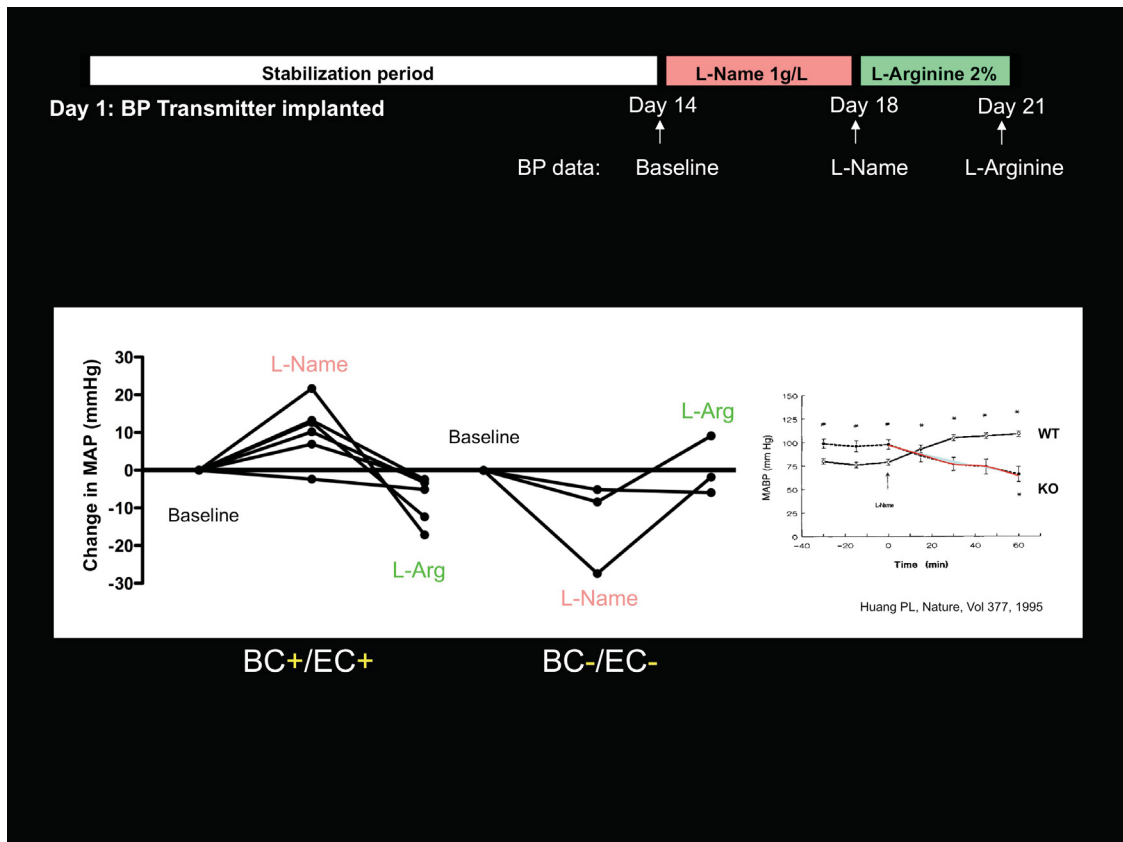 Stabilization period
L-Name 1g/L
L-Arginine 2%
Day 1: BP Transmitter implanted
Day 14
Day 18
Day 21
BP data:
Baseline
L-Name
L-Arginine
Change in MAP (mmHg)
30
20
10
0
-10
-20
-30
L-Name
Baseline
L-Arg
Baseline
L-Name
L-Arg
MABP (mm Hg)
150
125
100
75
50
25
0
* * * * * * *
WT
KO
*
L-Name
-40 -20 0 20 40 60
Time (min)
Huang PL, Nature, Vol 377, 1995
BC+/EC+
BC-/EC-